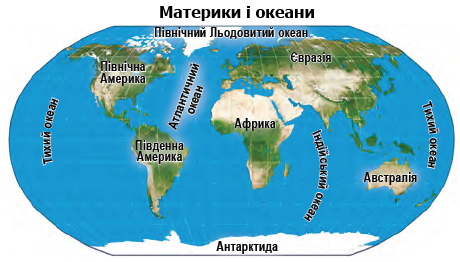 Материки і океани
Північний Льодовитий океан
Північна
Америка
Євразія
Атлантичний
океан
Тихий океан
Африка
Тихий океан
Південна
Америка
Індійський океан
Австралія
Антарктида